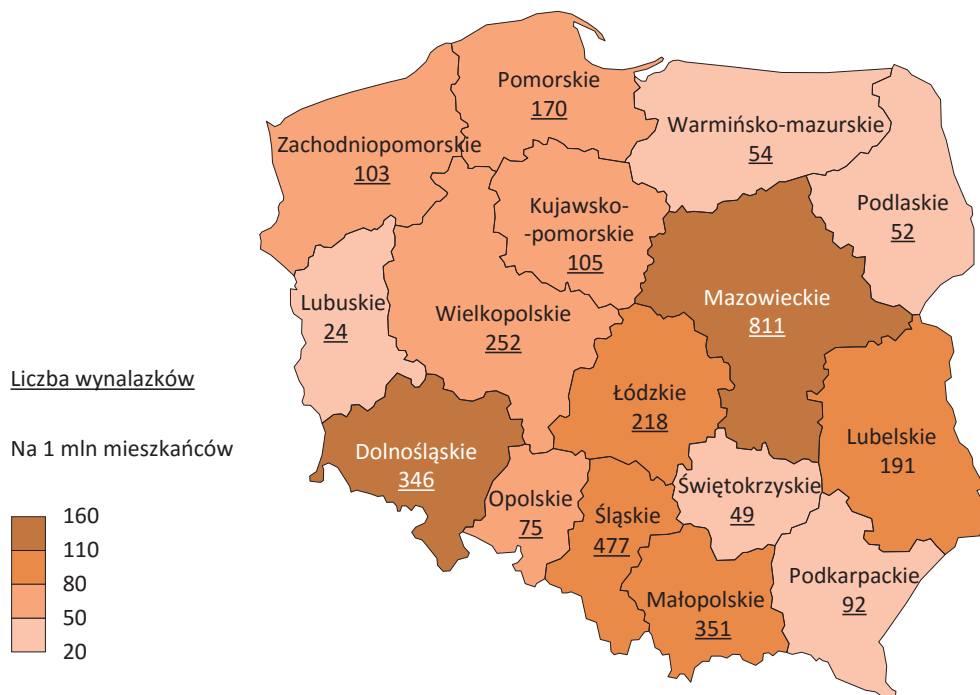 Pomorskie
170
Warmińsko-mazurskie
54
Zachodniopomorskie
103
Podlaskie
52
Kujawsko-
-pomorskie
105
Mazowieckie
811
Lubuskie
24
Wielkopolskie
252
Liczba wynalazków
Łódzkie
218
Na 1 mln mieszkańców
Dolnośląskie
346
Lubelskie
191
Opolskie
75
Śląskie
477
Świętokrzyskie
49
Małopolskie
351
Podkarpackie
92
160
110
80
50
20